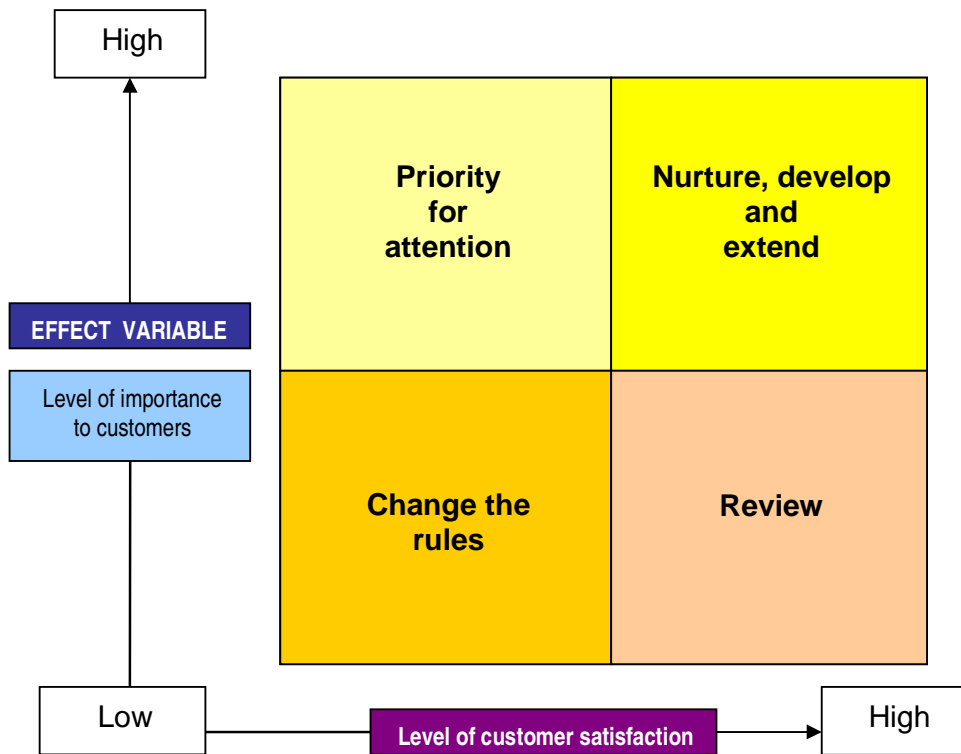 High
Priority
for
attention
Nurture, develop
and
extend
EFFECT VARIABLE
Level of importance
to customers
Change the
rules
Review
Low
Level of customer satisfaction
High